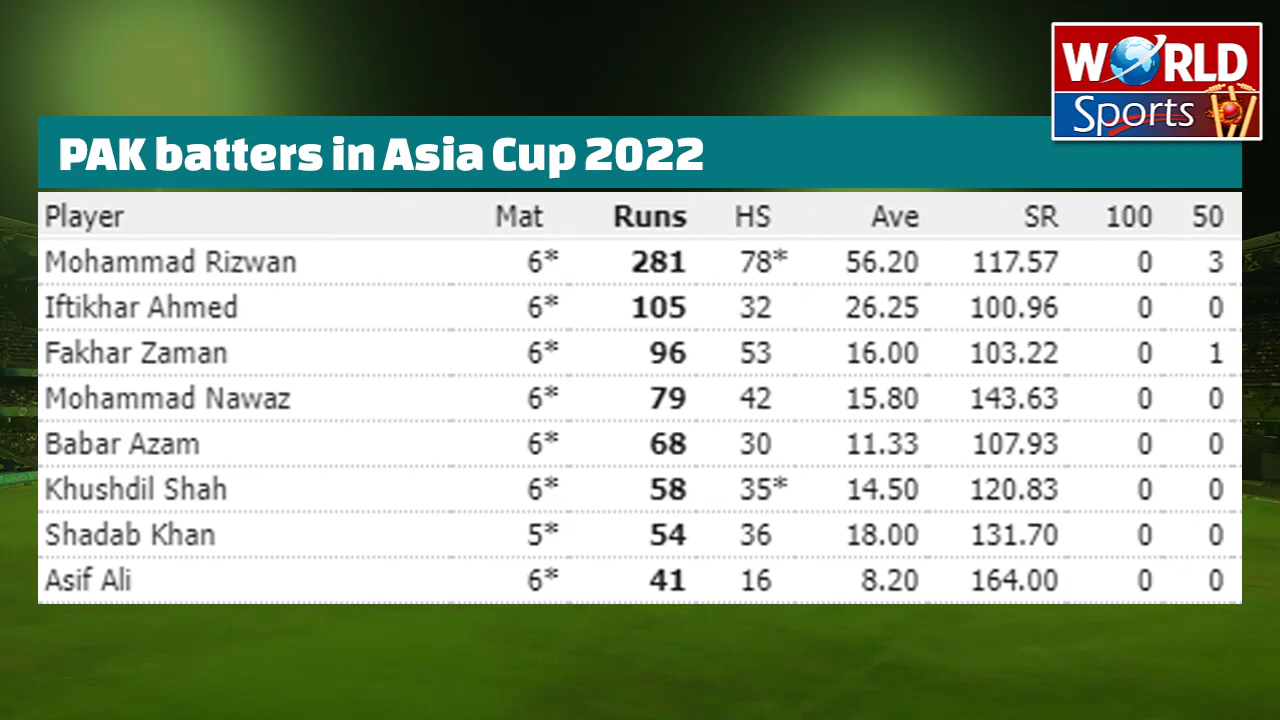 WORLD
Sports
PAK batters in Asia Cup 2022
Player Mat Runs HS Ave SR 100 50
Mohammad Rizwan 6* 281 78* 56.20 117.57 0 3
Iftikhar Ahmed 6* 105 32 26.25 100.96 0 0
Fakhar Zaman 6* 96 53 16.00 103.22 0 1
Mohammad Nawaz 6* 79 42 15.80 143.63 0 0
Babar Azam 6* 68 30 11.33 107.93 0 0
Khushdil Shah 6* 58 35* 14.50 120.83 0 0
Shadab Khan 5* 54 36 18.00 131.70 0 0
Asif Ali 6* 41 16 8.20 164.00 0 0